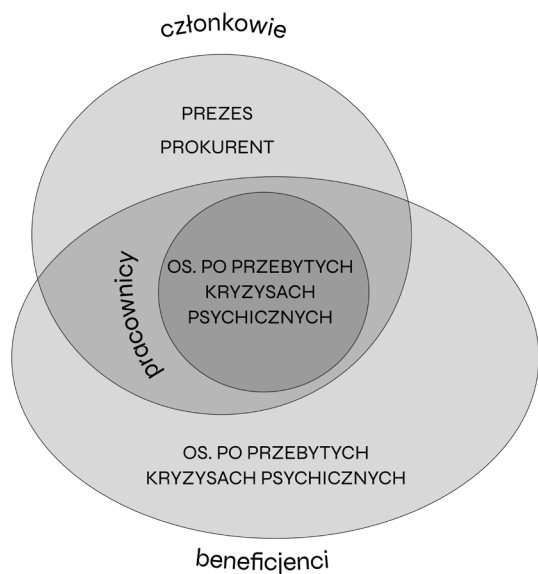 członkowie
PREZES
PROKURENT
pracownicy
OS. PO PRZEBYTYCH
KRYZYSACH
PSYCHICZNYCH
OS. PO PRZEBYTYCH
KRYZYSACH PSYCHICZNYCH
beneficjenci